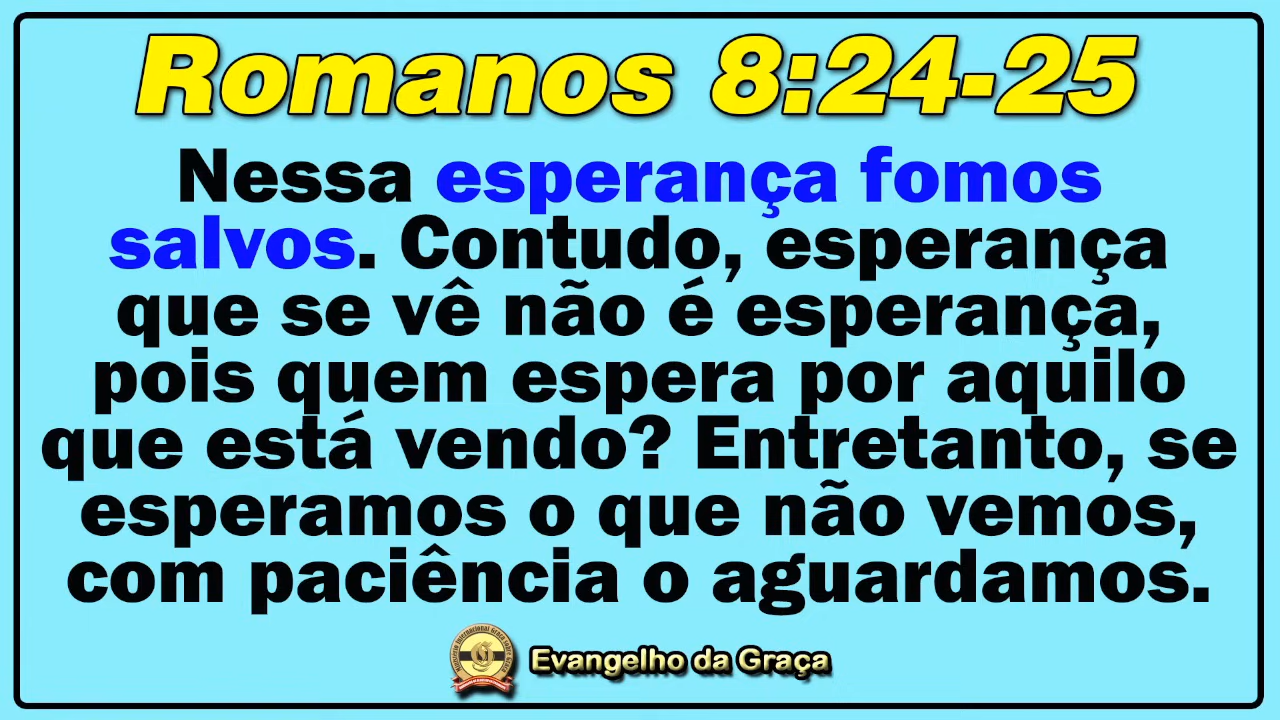 Romanos 8:24-25
Nessa esperança fomos
salvos. Contudo, esperança
que se vê não é esperança,
pois quem espera por aquilo
que está vendo? Entretanto, se
esperamos o que não vemos,
com paciência o aguardamos.
Evangelho da Graça